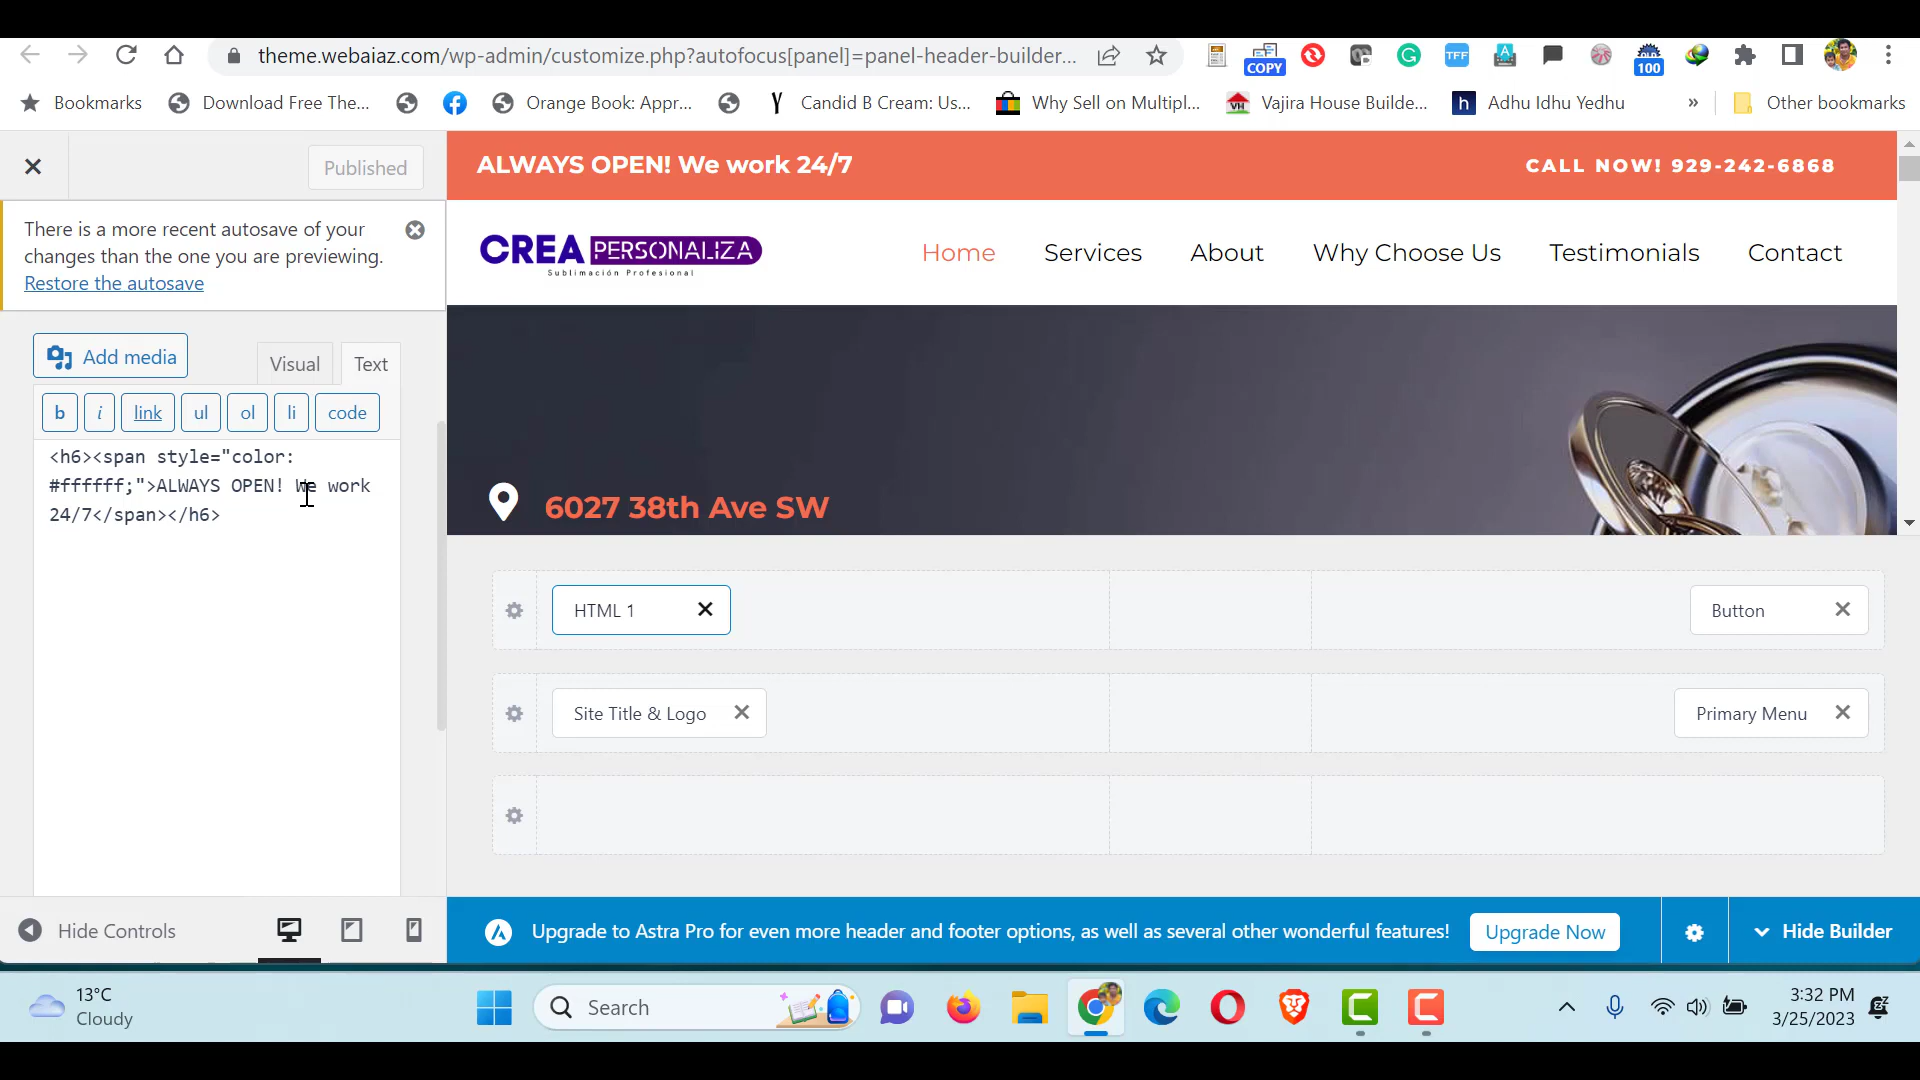 theme.webaiaz.com/wp-admin/customize.php?autofocus[panel]=panel-header-builder...
COPY
TFF
A
100
Bookmarks
Download Free The...
Orange Book: Appr...
Candid B Cream: Us...
Why Sell on Multipl...
VH
Vajira House Builde...
h
Adhu Idhu Yedhu
»
Other bookmarks
Published
There is a more recent autosave of your
changes than the one you are previewing.
Restore the autosave
Add media
Visual
Text
b
i
link
ul
ol
li
code
<h6><span style="color:
#ffffff;">ALWAYS OPEN! We work
24/7</span></h6>
Hide Controls
ALWAYS OPEN! We work 24/7
CALL NOW! 929-242-6868
CREA PERSONALIZA
Sublimación Profesional
Home
Services
About
Why Choose Us
Testimonials
Contact
6027 38th Ave SW
HTML 1
Button
Site Title & Logo
Primary Menu
Upgrade to Astra Pro for even more header and footer options, as well as several other wonderful features!
Upgrade Now
Hide Builder
13°C
Cloudy
Search
3:32 PM
3/25/2023